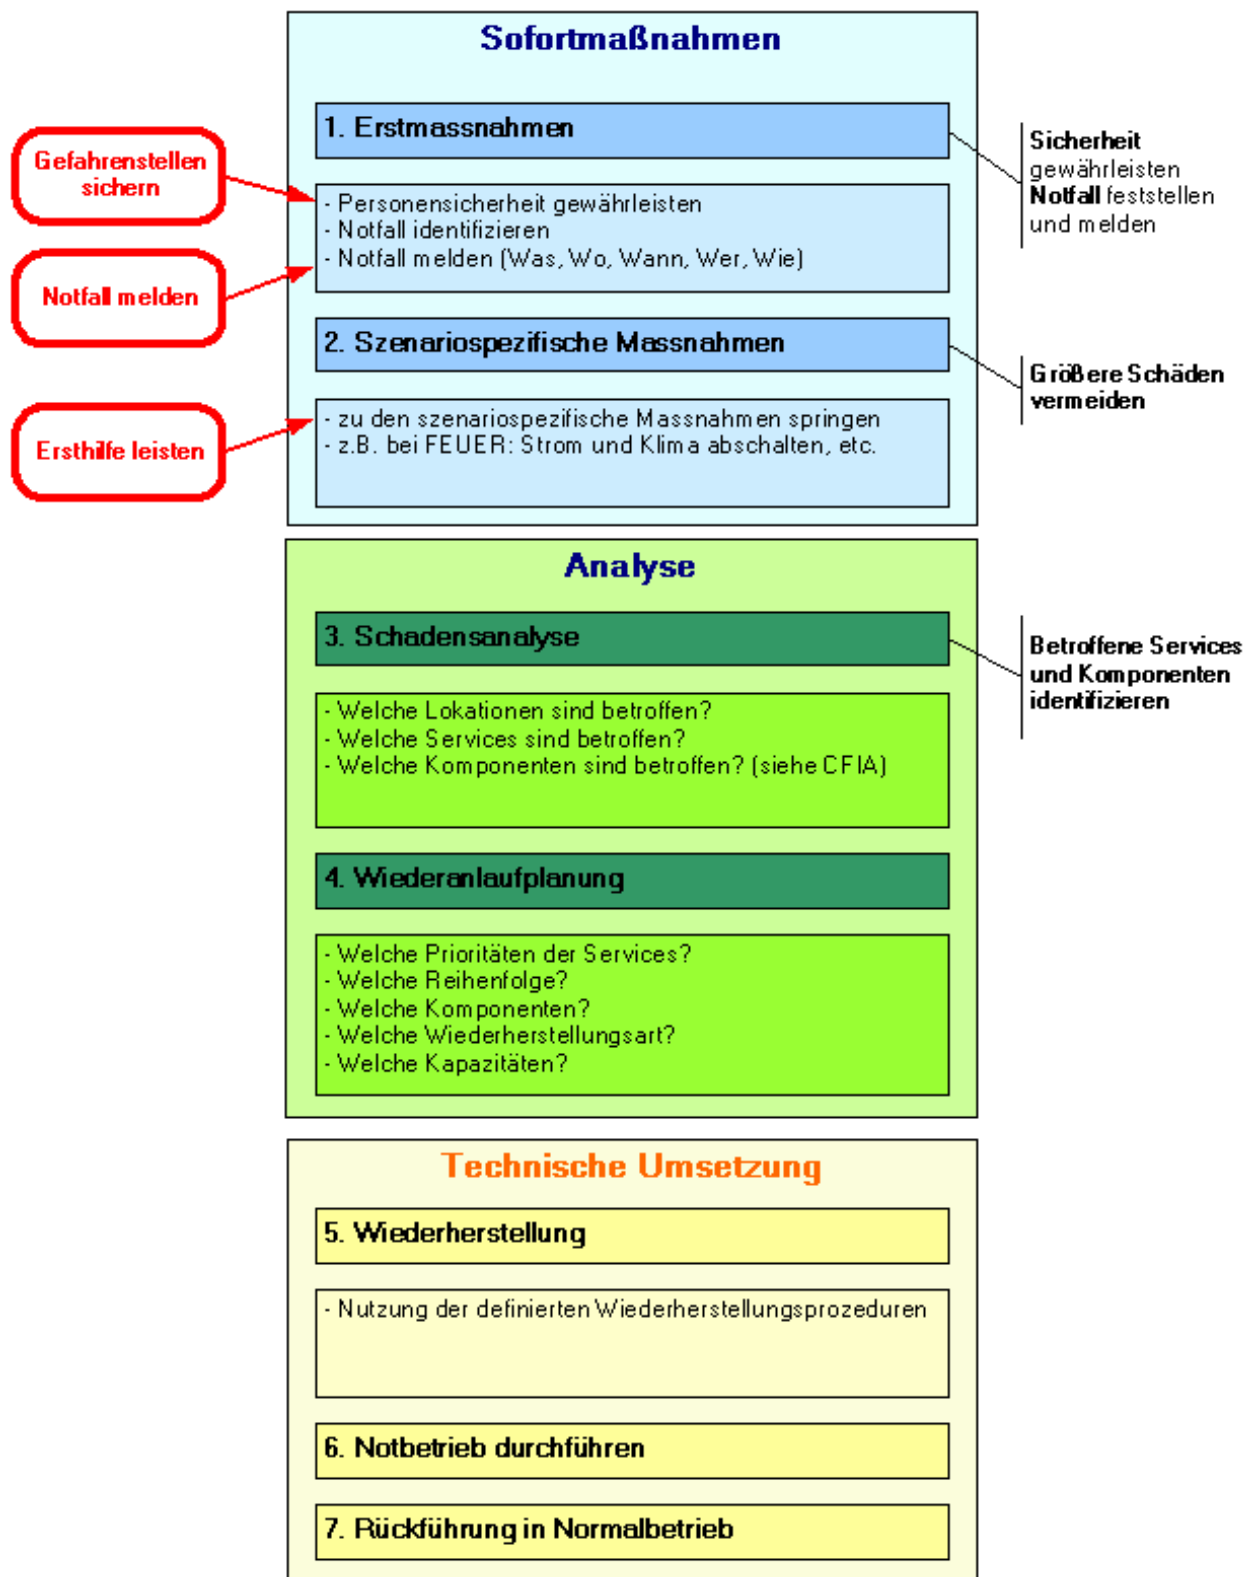 Sofortmaßnahmen
1. Erstmassnahmen
Gefahrenstellen
sichern
- Personensicherheit gewährleisten
- Notfall identifizieren
- Notfall melden (Was, Wo, Wann, Wer, Wie)
Sicherheit
gewährleisten
Notfall feststellen
und melden
Notfall melden
2. Szenariospezifische Massnahmen
Größere Schäden
vermeiden
Ersthilfe leisten
- zu den szenariospezifische Massnahmen springen
- z.B. bei FEUER: Strom und Klima abschalten, etc.
Analyse
3. Schadensanalyse
Betroffene Services
und Komponenten
identifizieren
- Welche Lokationen sind betroffen?
- Welche Services sind betroffen?
- Welche Komponenten sind betroffen? (siehe CFIA)
4. Wiederanlaufplanung
- Welche Prioritäten der Services?
- Welche Reihenfolge?
- Welche Komponenten?
- Welche Wiederherstellungsart?
- Welche Kapazitäten?
Technische Umsetzung
5. Wiederherstellung
- Nutzung der definierten Wiederherstellungsprozeduren
6. Notbetrieb durchführen
7. Rückführung in Normalbetrieb